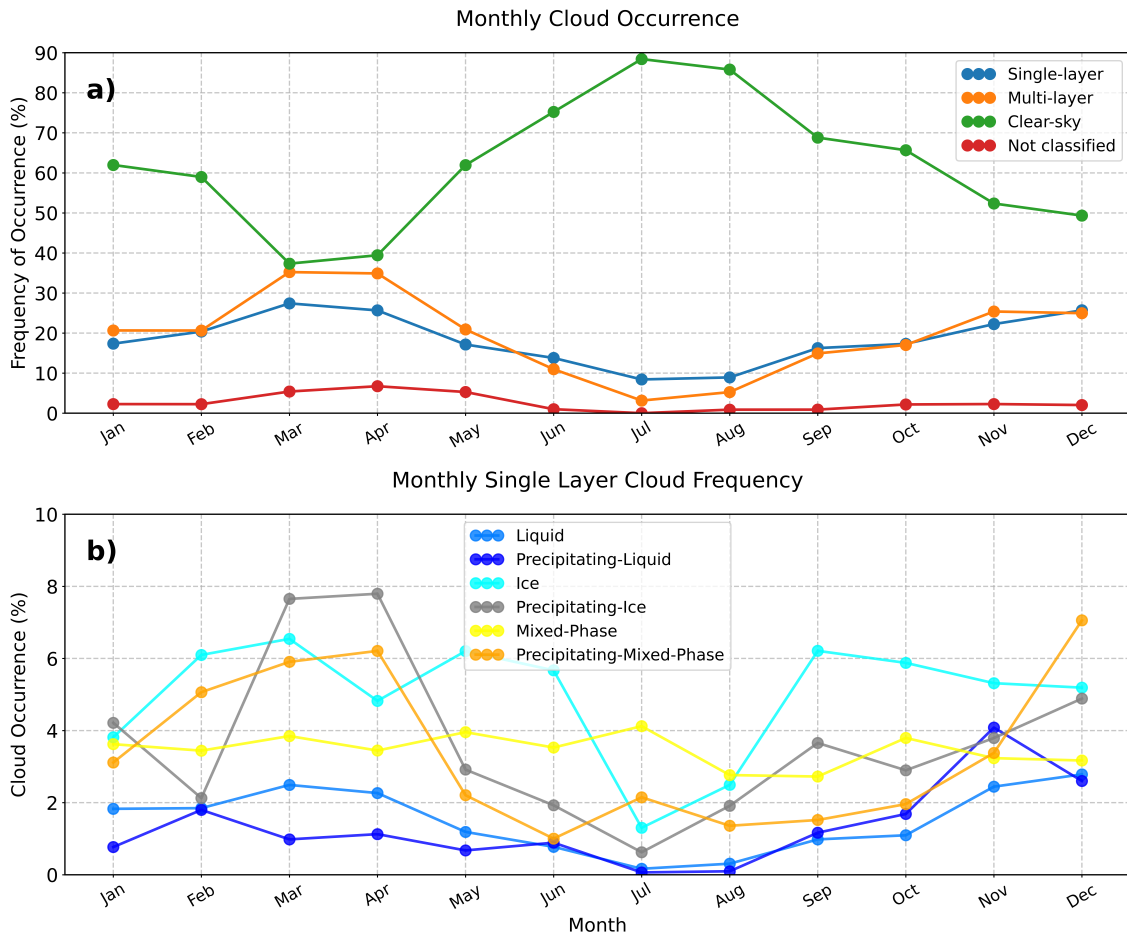 Monthly Cloud Occurrence
Frequency of Occurrence (%)
90
80
70
60
50
40
30
20
10
0
a)
Single-layer
Multi-layer
Clear-sky
Not classified
Jan Feb Mar Apr May Jun Jul Aug Sep Oct Nov Dec
Monthly Single Layer Cloud Frequency
Cloud Occurrence (%)
10
8
6
4
2
0
b)
Liquid
Precipitating-Liquid
Ice
Precipitating-Ice
Mixed-Phase
Precipitating-Mixed-Phase
Jan Feb Mar Apr May Jun Jul Aug Sep Oct Nov Dec
Month